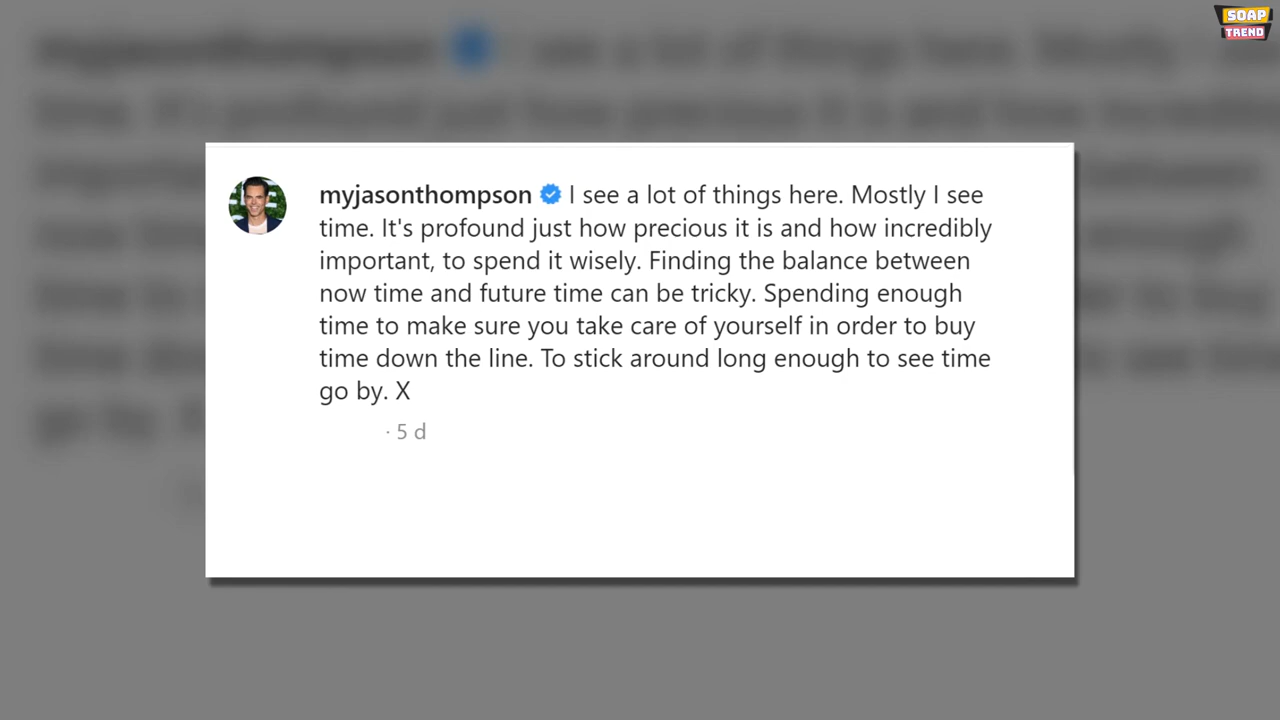 SOAP
TREND
myjasonthompson I see a lot of things here. Mostly I see
time. It's profound just how precious it is and how incredibly
important, to spend it wisely. Finding the balance between
now time and future time can be tricky. Spending enough
time to make sure you take care of yourself in order to buy
time down the line. To stick around long enough to see time
go by. X
· 5 d